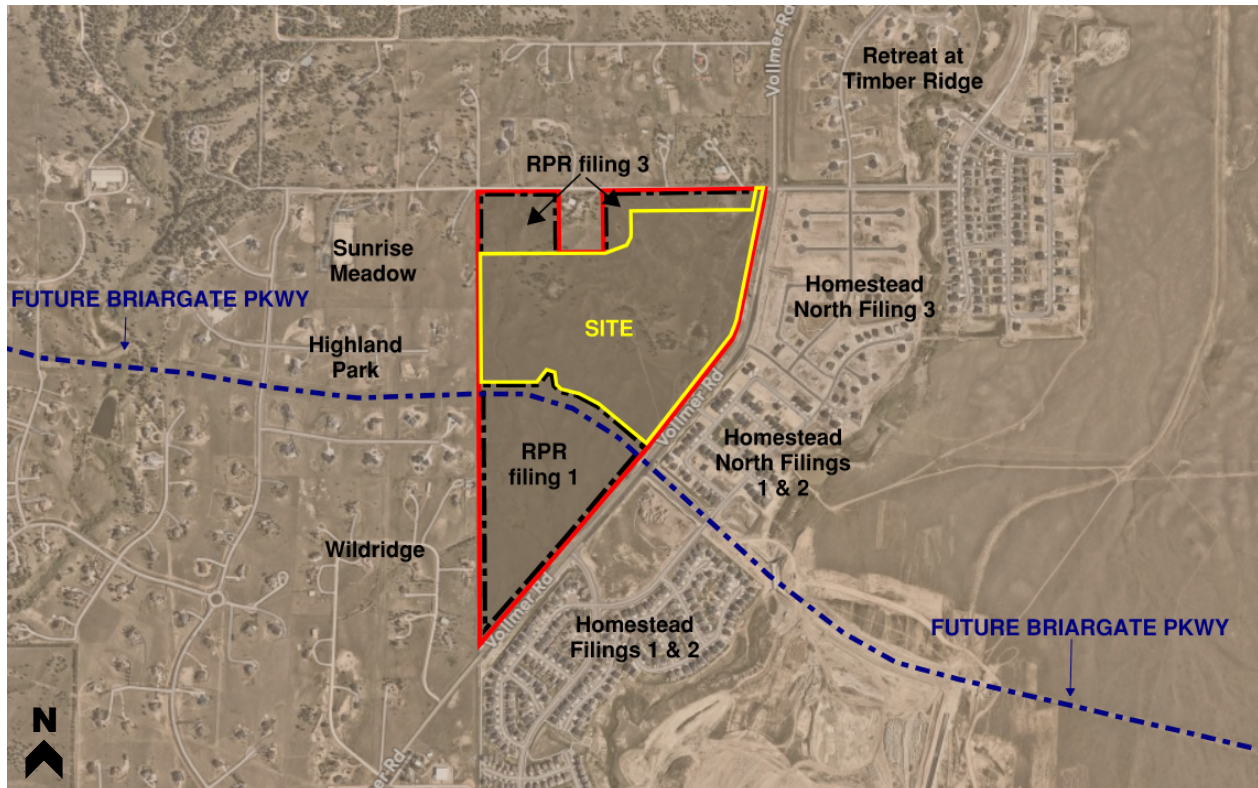 Vollmer Rd
Retreat at
Timber Ridge
RPR filing 3
Sunrise
Meadow
FUTURE BRIARGATE PKWY
Homestead
North Filing 3
SITE
Highland
Park
Vollmer Rd
RPR
filing 1
Homestead
North Filings
1 & 2
Wildridge
Vollmer Rd
Homestead
Filings 1 & 2
FUTURE BRIARGATE PKWY
N
mer Rd